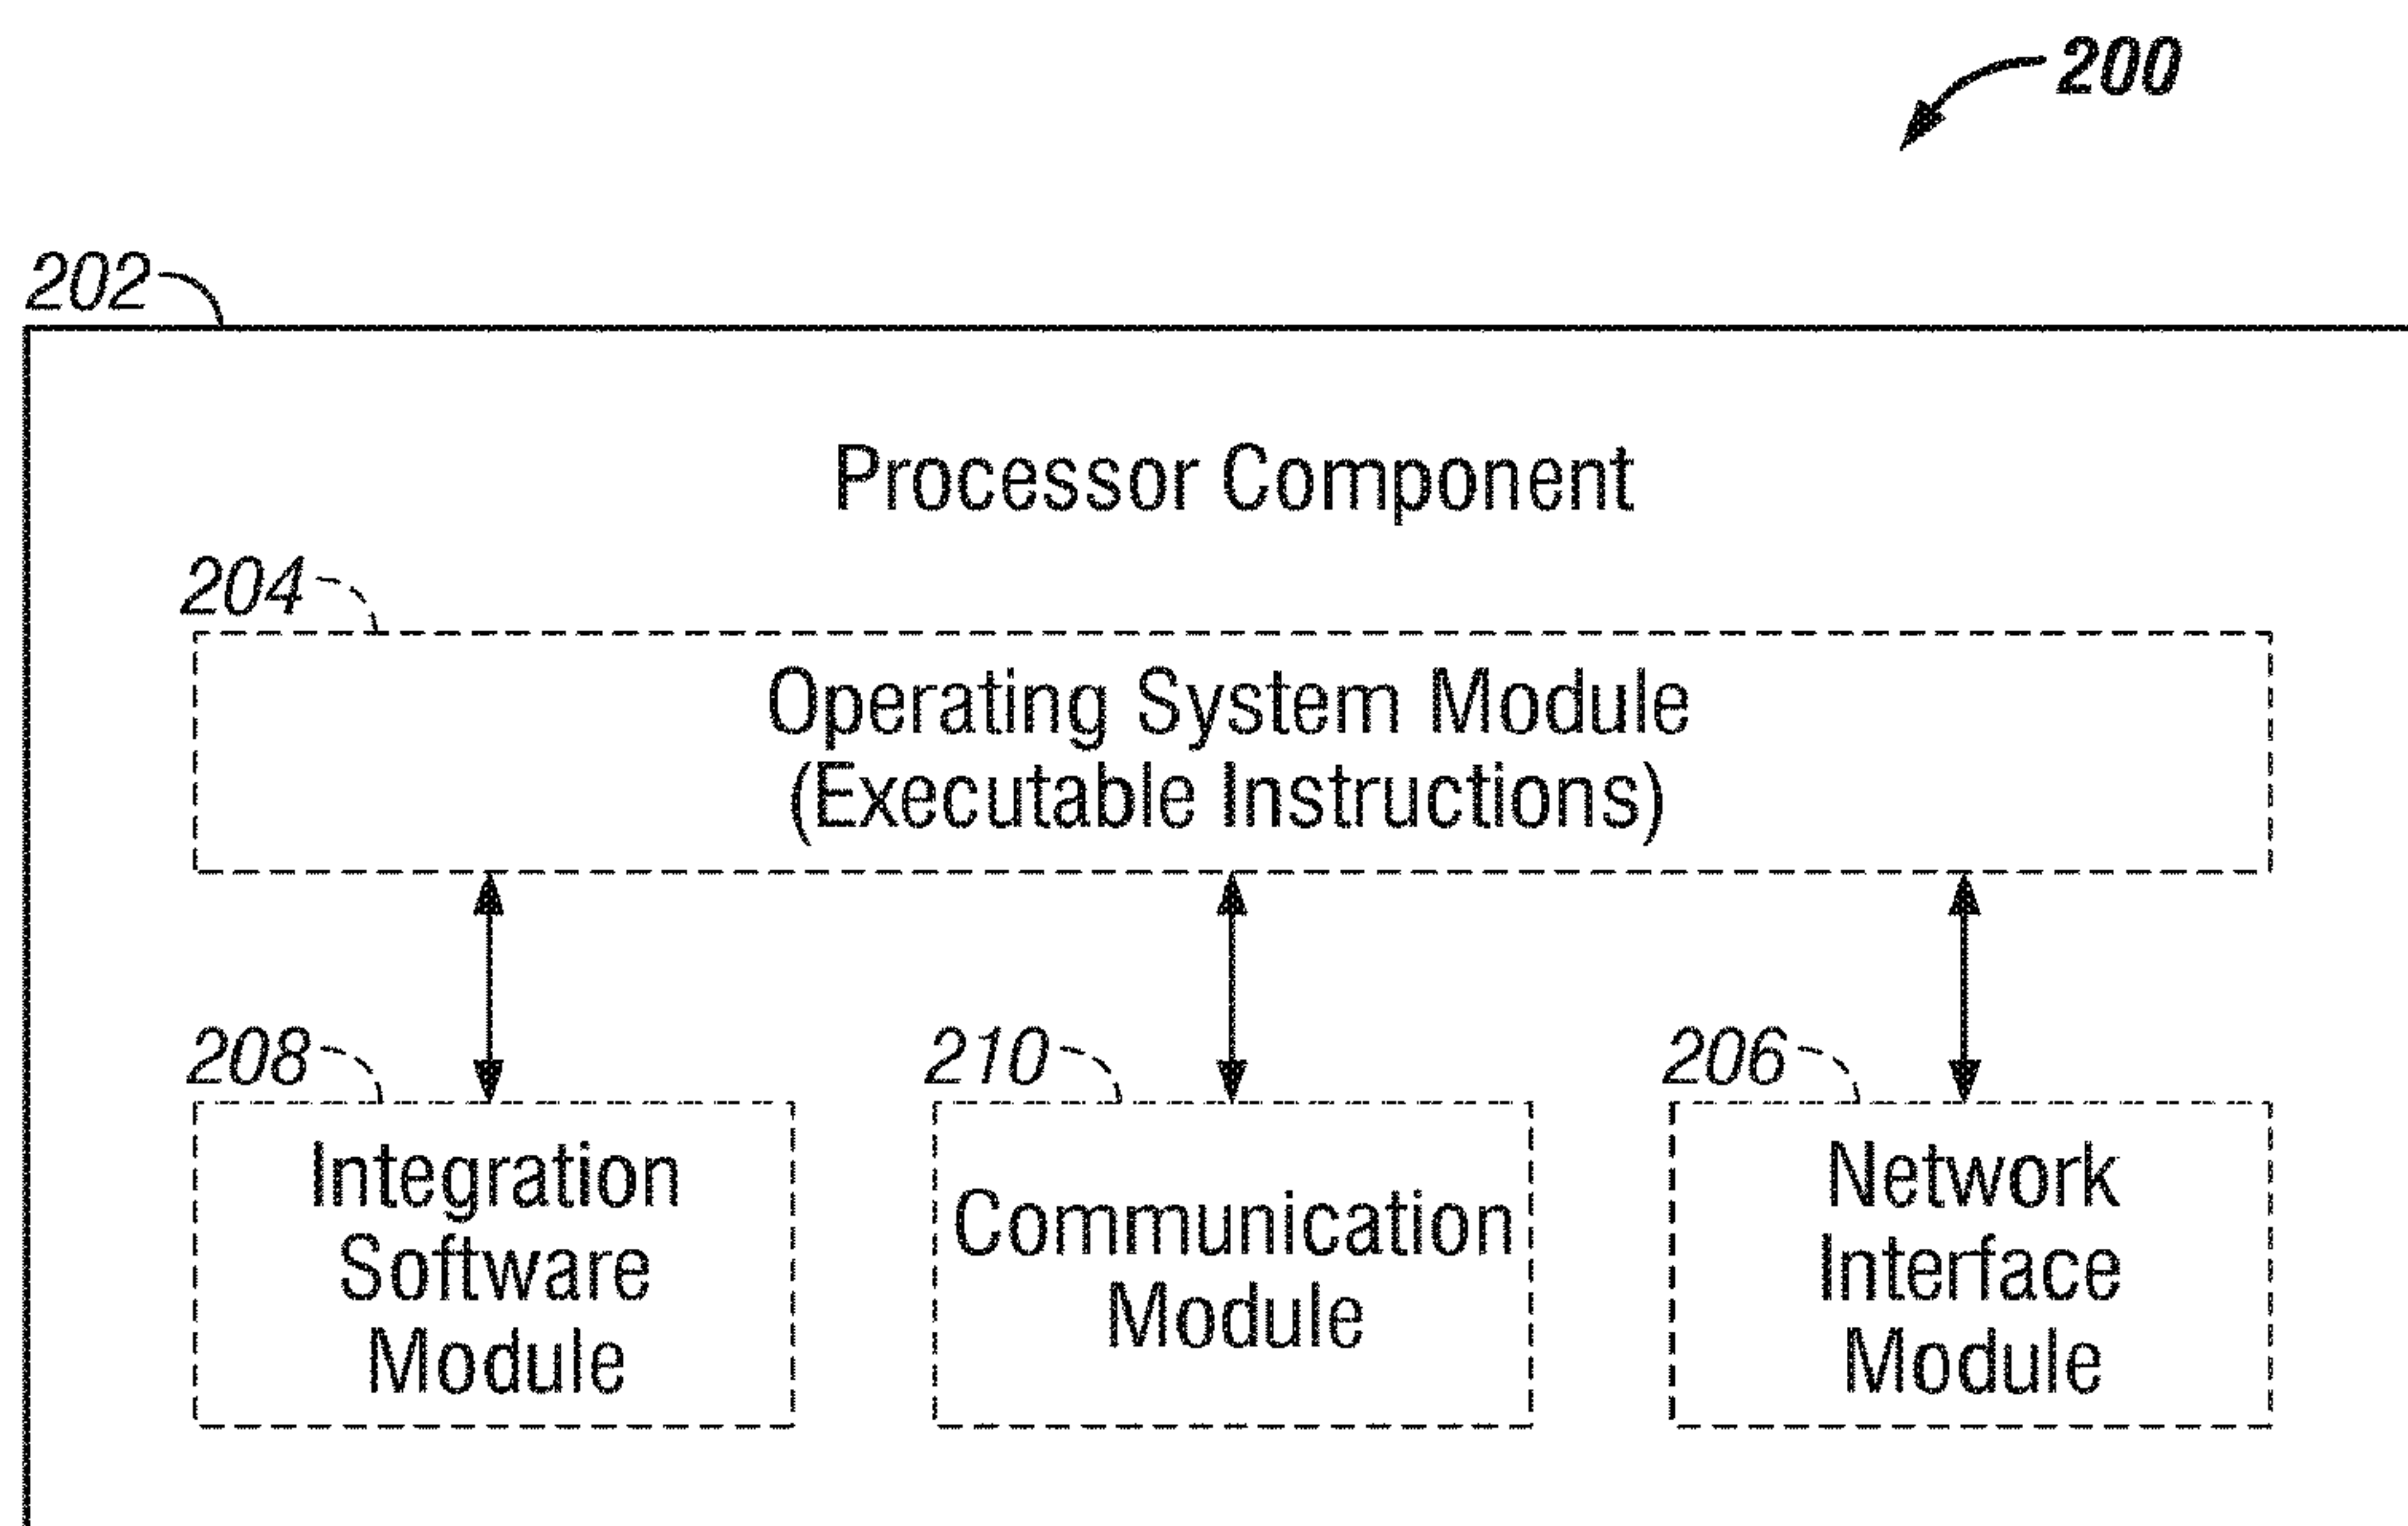 200
202
Processor Component
204
Operating System Module
(Executable Instructions)
208
210
206
Integration
Software
Module
Communication
Module
Network
Interface
Module